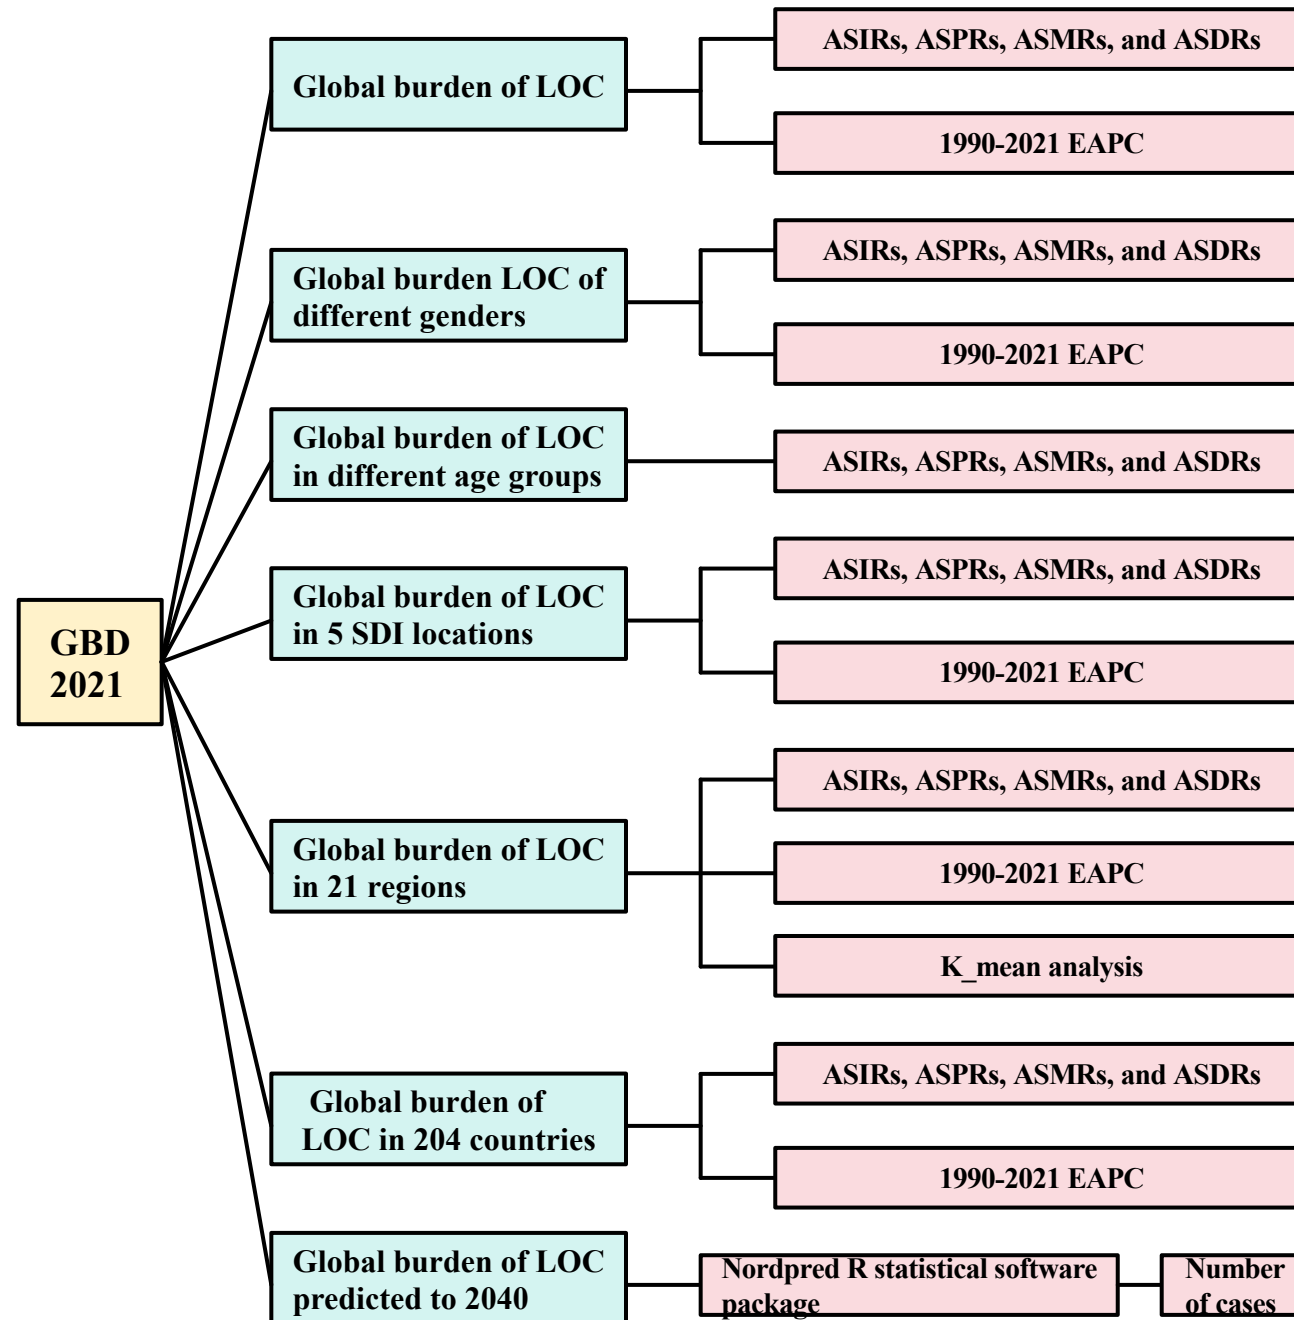 GBD
2021
Global burden of LOC
ASIRs, ASPRs, ASMRs, and ASDRs
1990-2021 EAPC
Global burden LOC of
different genders
ASIRs, ASPRs, ASMRs, and ASDRs
1990-2021 EAPC
Global burden of LOC
in different age groups
ASIRs, ASPRs, ASMRs, and ASDRs
Global burden of LOC
in 5 SDI locations
ASIRs, ASPRs, ASMRs, and ASDRs
1990-2021 EAPC
Global burden of LOC
in 21 regions
ASIRs, ASPRs, ASMRs, and ASDRs
1990-2021 EAPC
K_mean analysis
Global burden of
LOC in 204 countries
ASIRs, ASPRs, ASMRs, and ASDRs
1990-2021 EAPC
Global burden of LOC
predicted to 2040
Nordpred R statistical software
package
Number
of cases